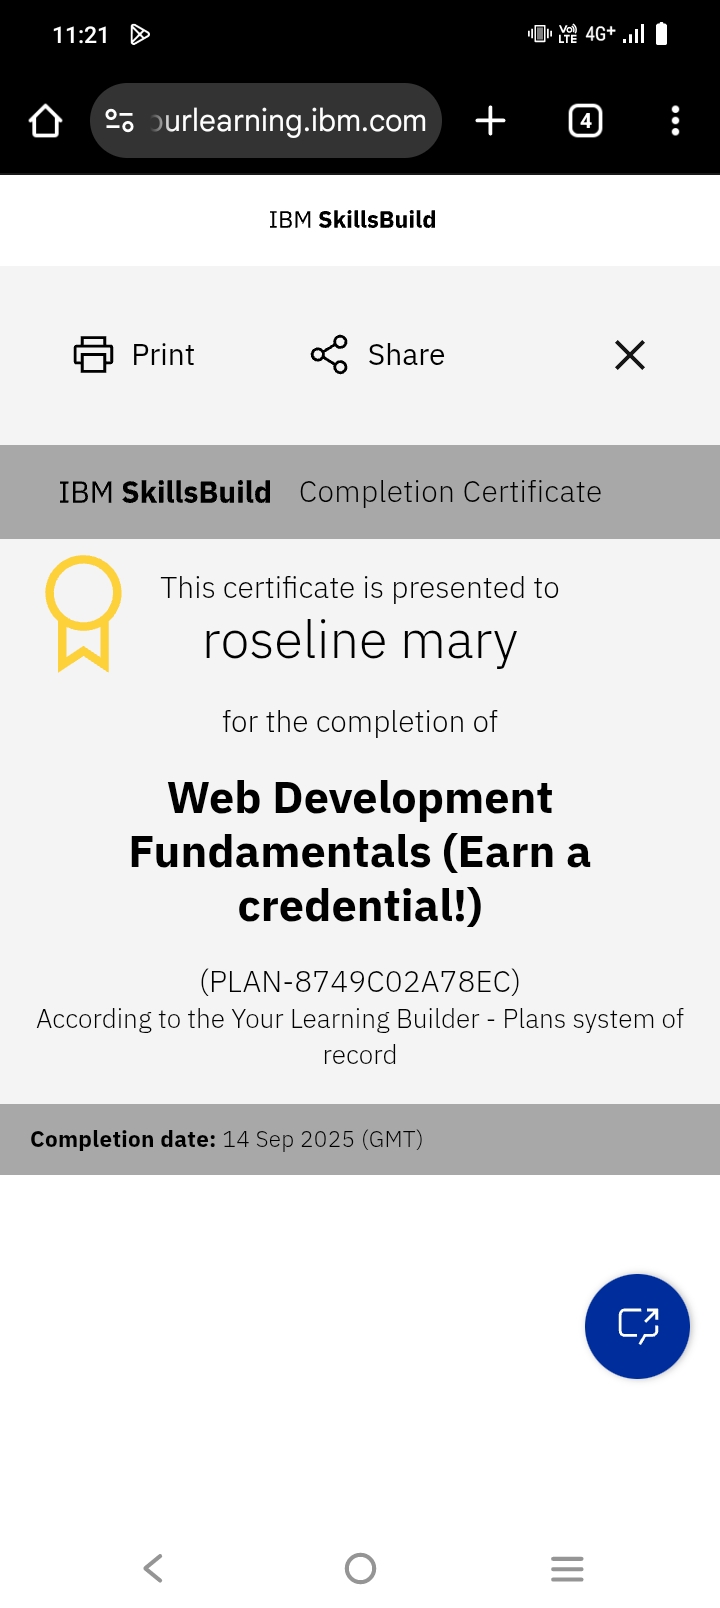 11:21 Vo) LTE 4G+
urlearning.ibm.com 4
IBM SkillsBuild
Print Share
IBM SkillsBuild Completion Certificate
This certificate is presented to
roseline mary
for the completion of
Web Development
Fundamentals (Earn a
credential!)
(PLAN-8749C02A78EC)
According to the Your Learning Builder - Plans system of
record
Completion date: 14 Sep 2025 (GMT)